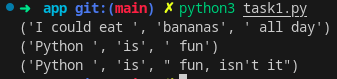 ➜ app git:(main) ✗ python3 task1.py
('I could eat ', 'bananas', ' all day')
('Python ', 'is', ' fun')
('Python ', 'is', " fun, isn't it")